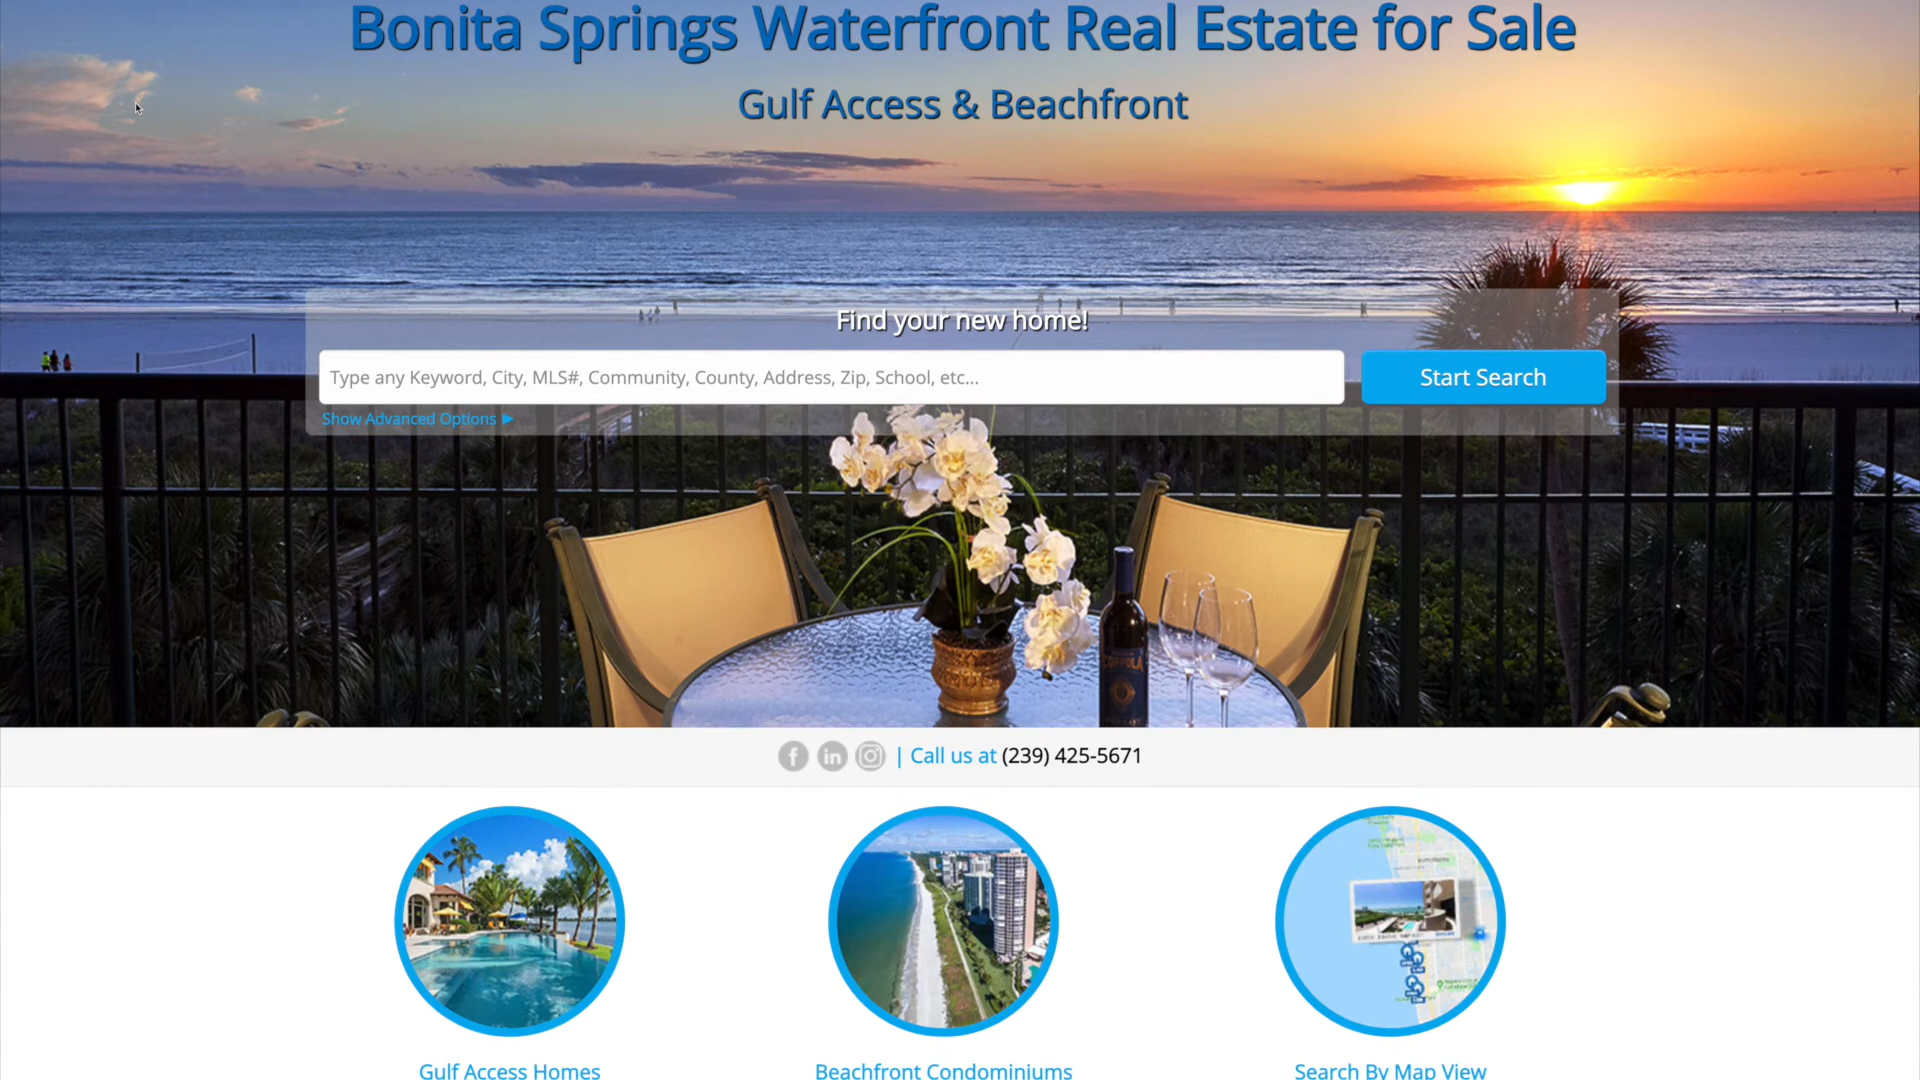 Bonita Springs Waterfront Real Estate for Sale
Gulf Access & Beachfront
Find your new home!
Type any Keyword, City, MLS#, Community, County, Address, Zip, School, etc...
Start Search
Show Advanced Options ▶
COPPOLA
| Call us at (239) 425-5671
Gulf Access Homes
Beachfront Condominiums
Search By Map View